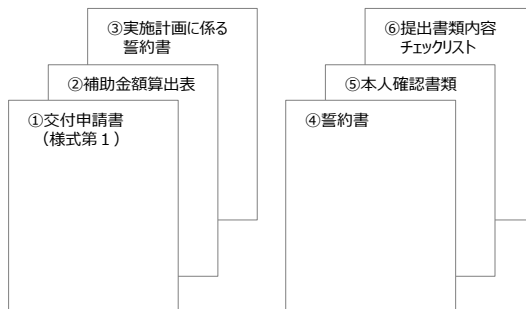 ①交付申請書
（様式第１）
②補助金額算出表
③実施計画に係る
誓約書
④誓約書
⑤本人確認書類
⑥提出書類内容
チェックリスト